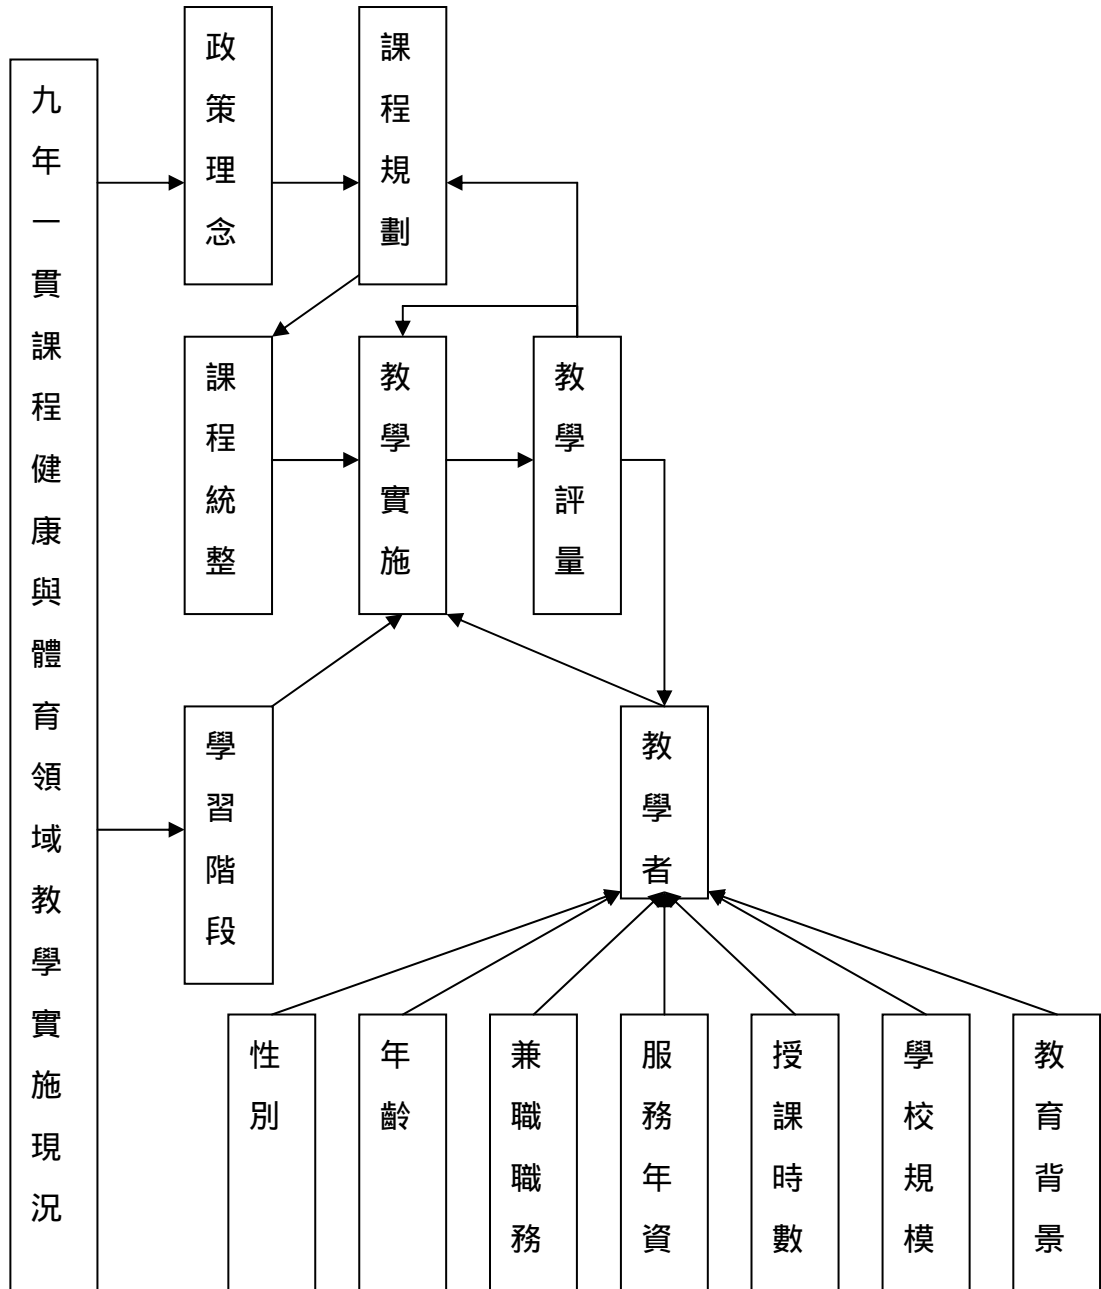 九年一貫課程健康與體育領域教學實施現況
政策理念
課程規劃
課程統整
教學實施
教學評量
學習階段
教學者
性別
年齡
兼職職務
服務年資
授課時數
學校規模
教育背景